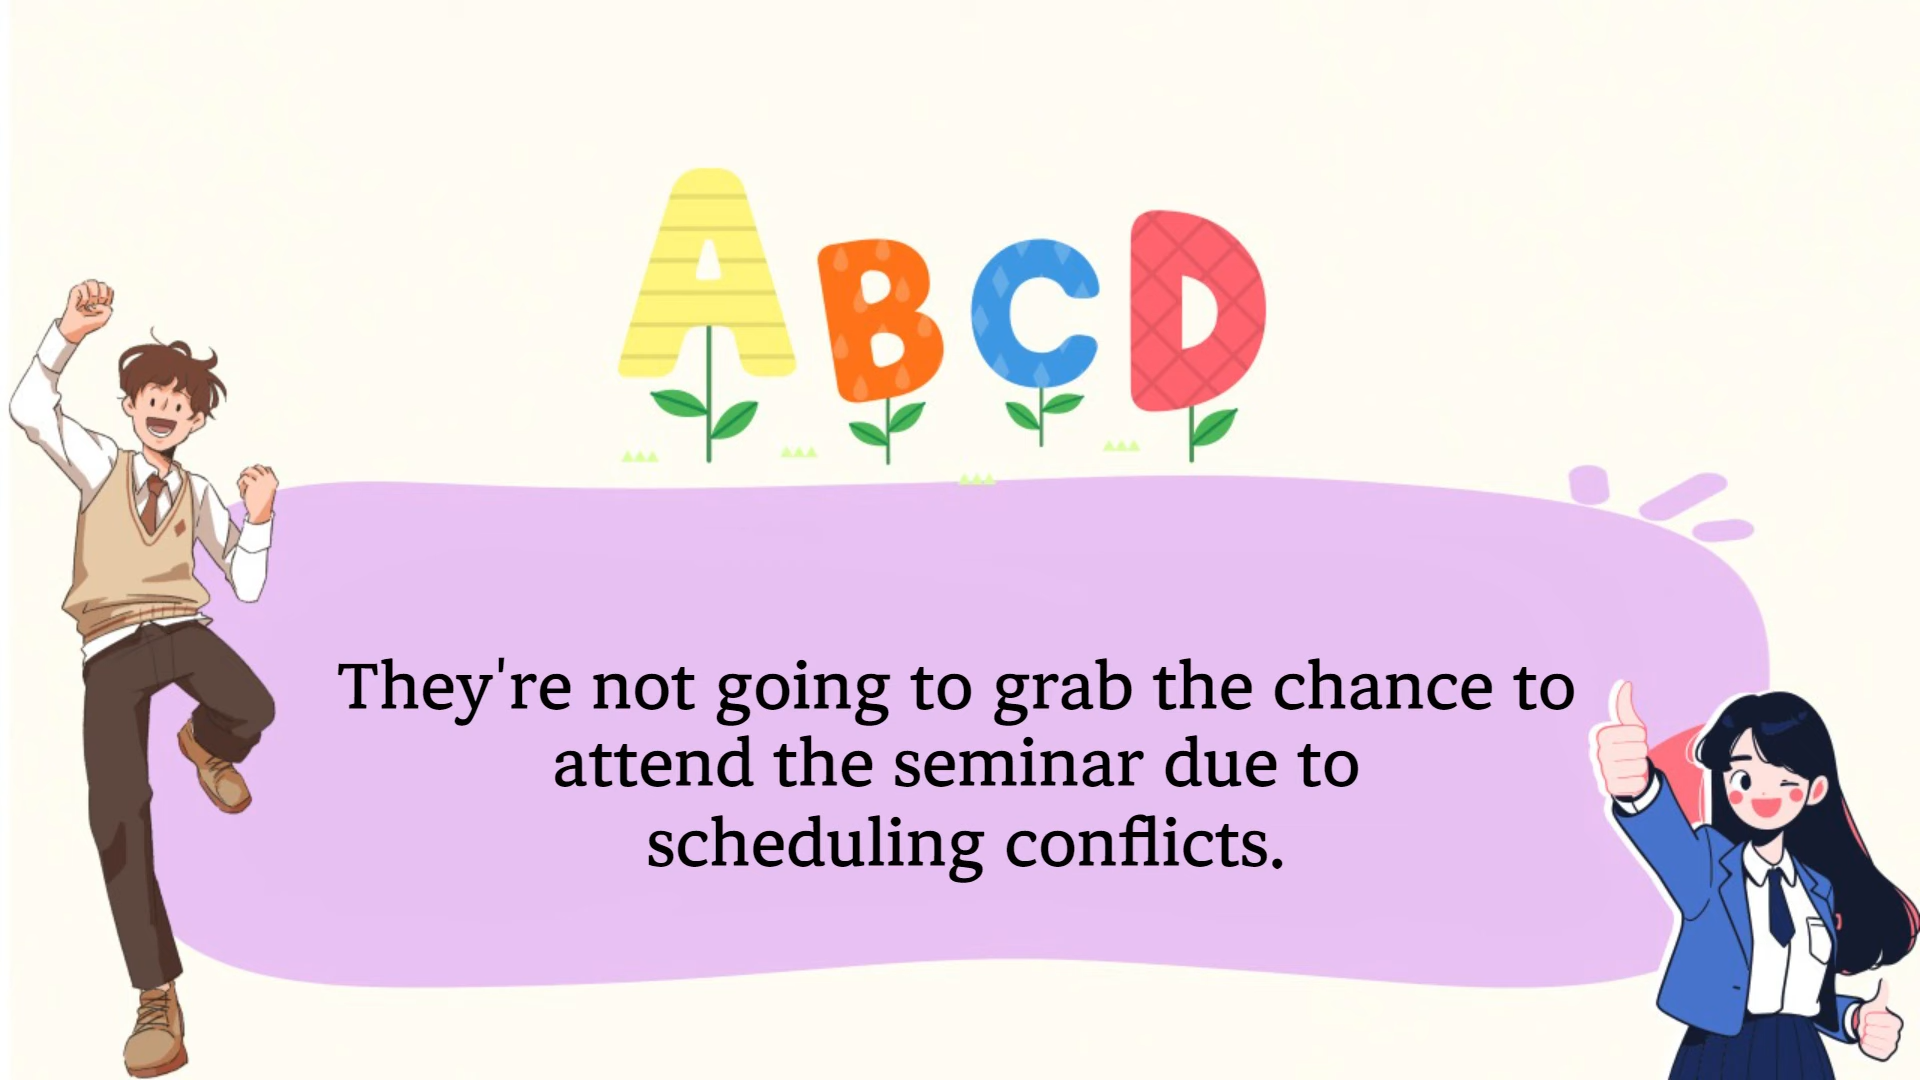 ABCD
They're not going to grab the chance to
attend the seminar due to
scheduling conflicts.